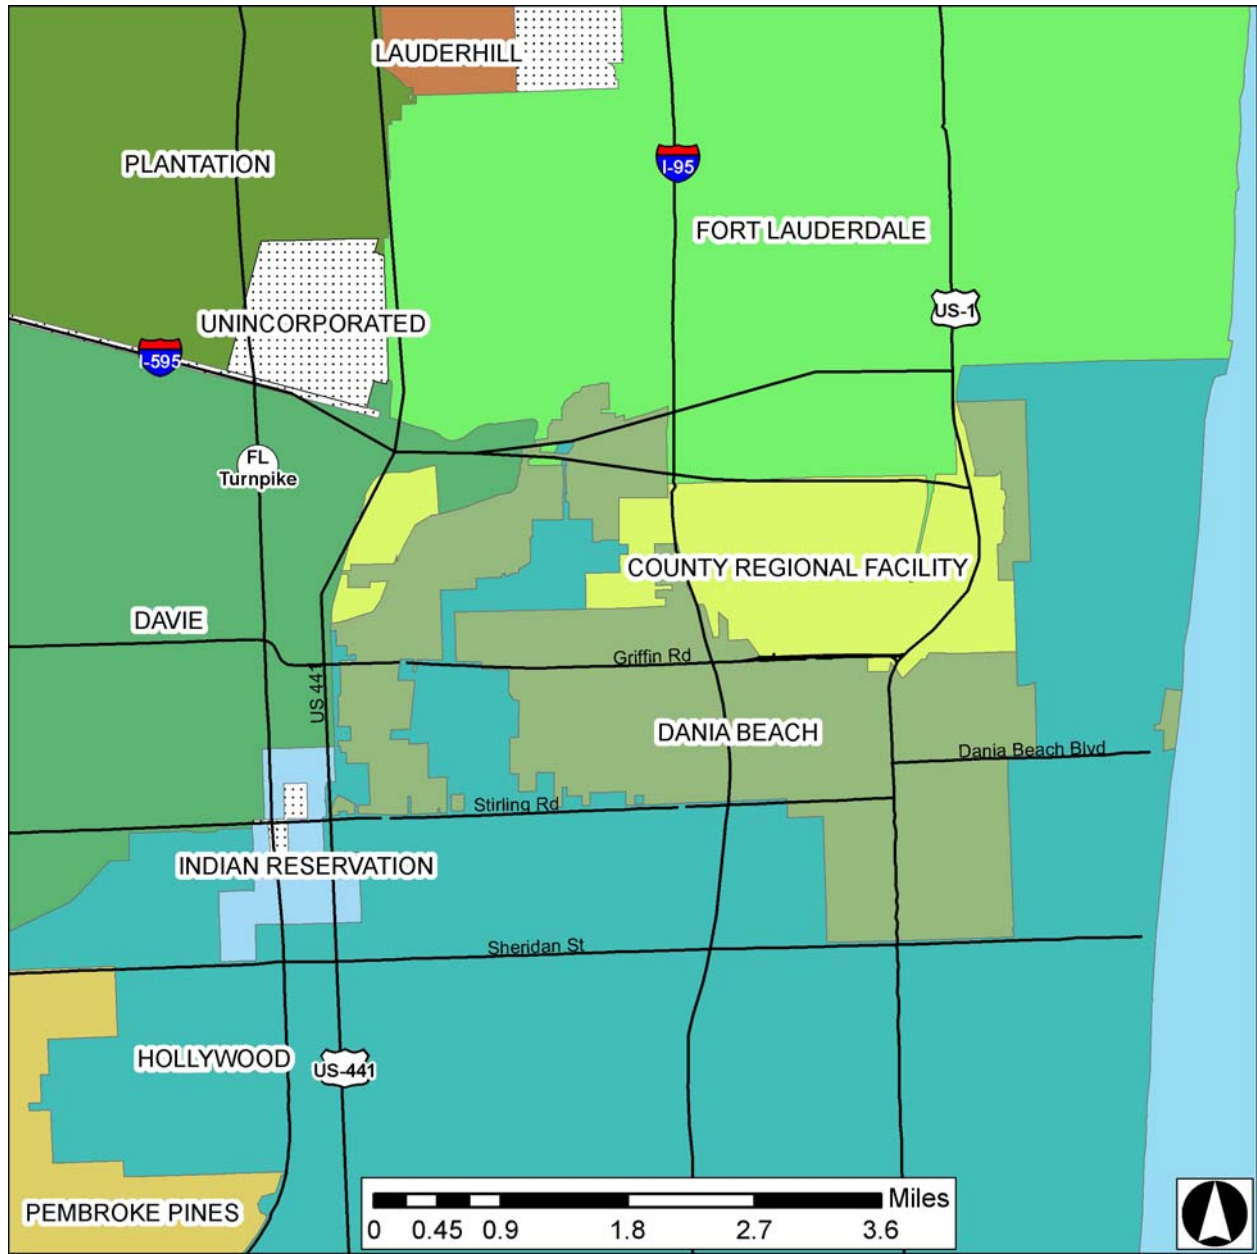 LAUDERHILL
PLANTATION
I-95
FORT LAUDERDALE
US-1
UNINCORPORATED
I-595
FL
Turnpike
COUNTY REGIONAL FACILITY
DAVIE
Griffin Rd
US 441
DANIA BEACH
Dania Beach Blvd
Stirling Rd
INDIAN RESERVATION
Sheridan St
HOLLYWOOD
US-441
PEMBROKE PINES
Miles
0 0.45 0.9 1.8 2.7 3.6